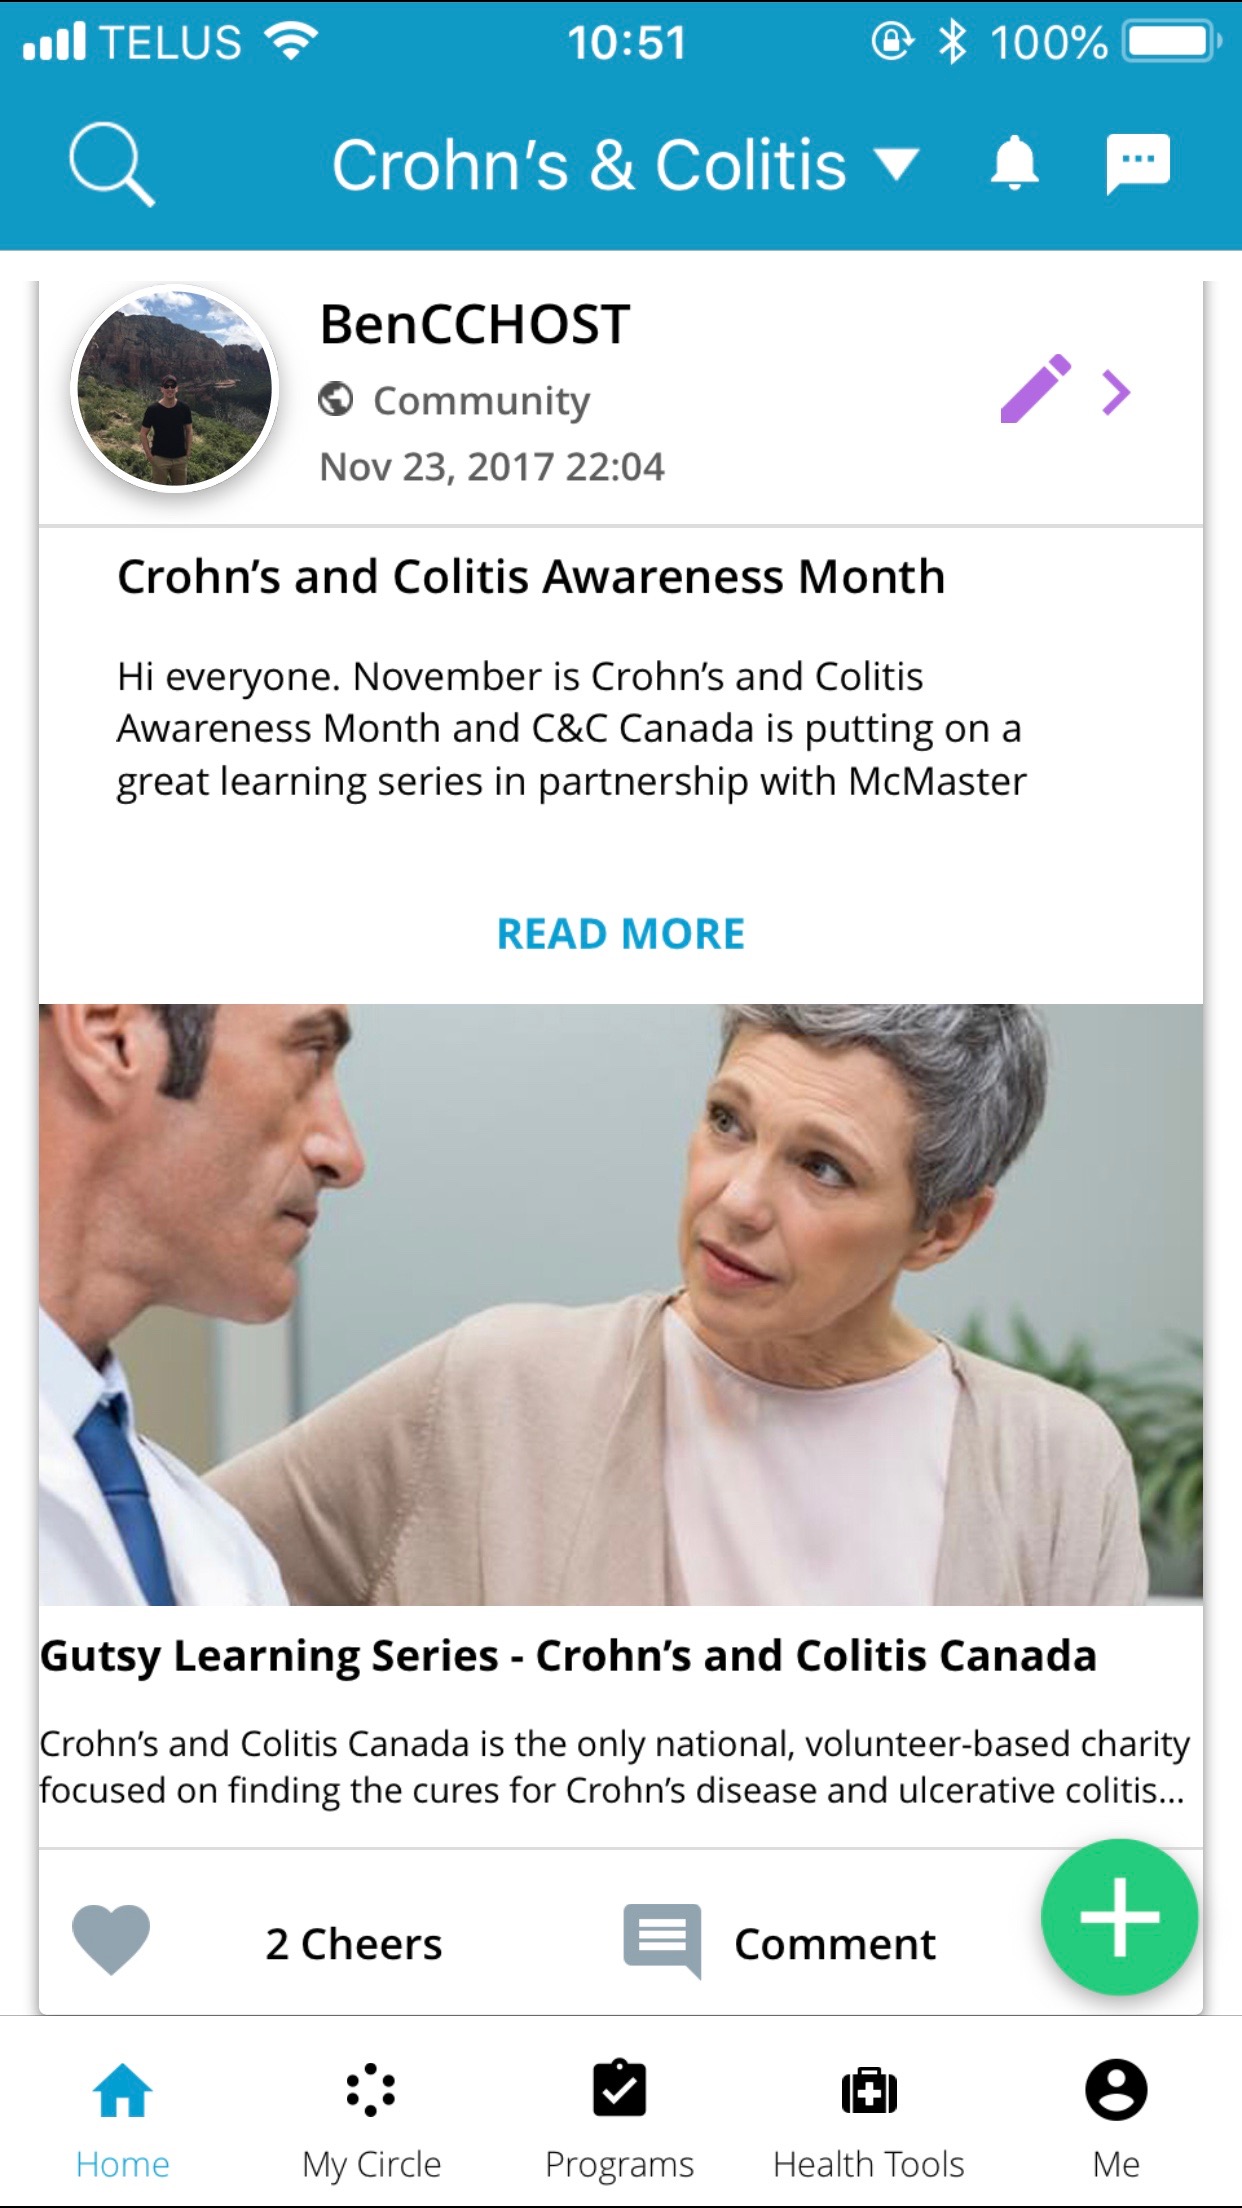 TELUS 10:51 100%
Crohn’s & Colitis
BenCCHOST
Community
Nov 23, 2017 22:04
Crohn’s and Colitis Awareness Month
Hi everyone. November is Crohn’s and Colitis
Awareness Month and C&C Canada is putting on a
great learning series in partnership with McMaster
READ MORE
Gutsy Learning Series - Crohn’s and Colitis Canada
Crohn’s and Colitis Canada is the only national, volunteer-based charity
focused on finding the cures for Crohn’s disease and ulcerative colitis...
2 Cheers Comment
Home My Circle Programs Health Tools Me